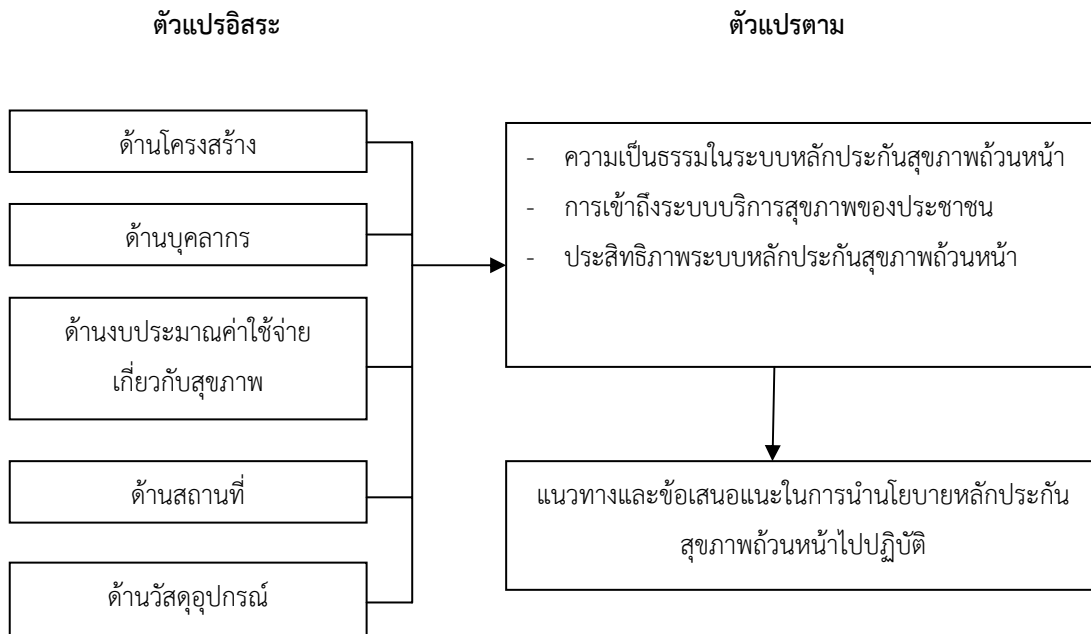 ตัวแปรอิสระ
ตัวแปรตาม
ด้านโครงสร้าง
ด้านบุคลากร
ด้านงบประมาณค่าใช้จ่าย
เกี่ยวกับสุขภาพ
ด้านสถานที่
ด้านวัสดุอุปกรณ์
- ความเป็นธรรมในระบบหลักประกันสุขภาพถ้วนหน้า
- การเข้าถึงระบบบริการสุขภาพของประชาชน
- ประสิทธิภาพระบบหลักประกันสุขภาพถ้วนหน้า
แนวทางและข้อเสนอแนะในการนำนโยบายหลักประกัน
สุขภาพถ้วนหน้าไปปฏิบัติ